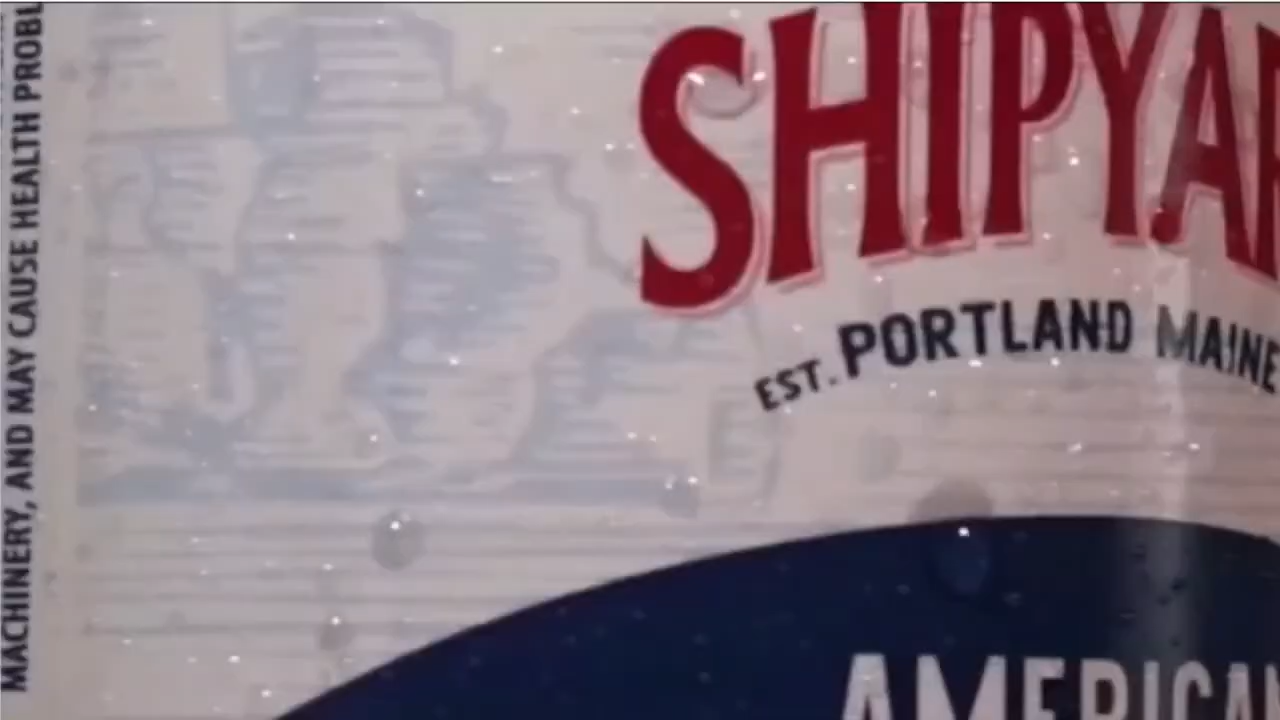 MACHINERY, AND MAY CAUSE HEALTH PROBL
SHIPYAR
EST. PORTLAND MAINE
AMERICAN